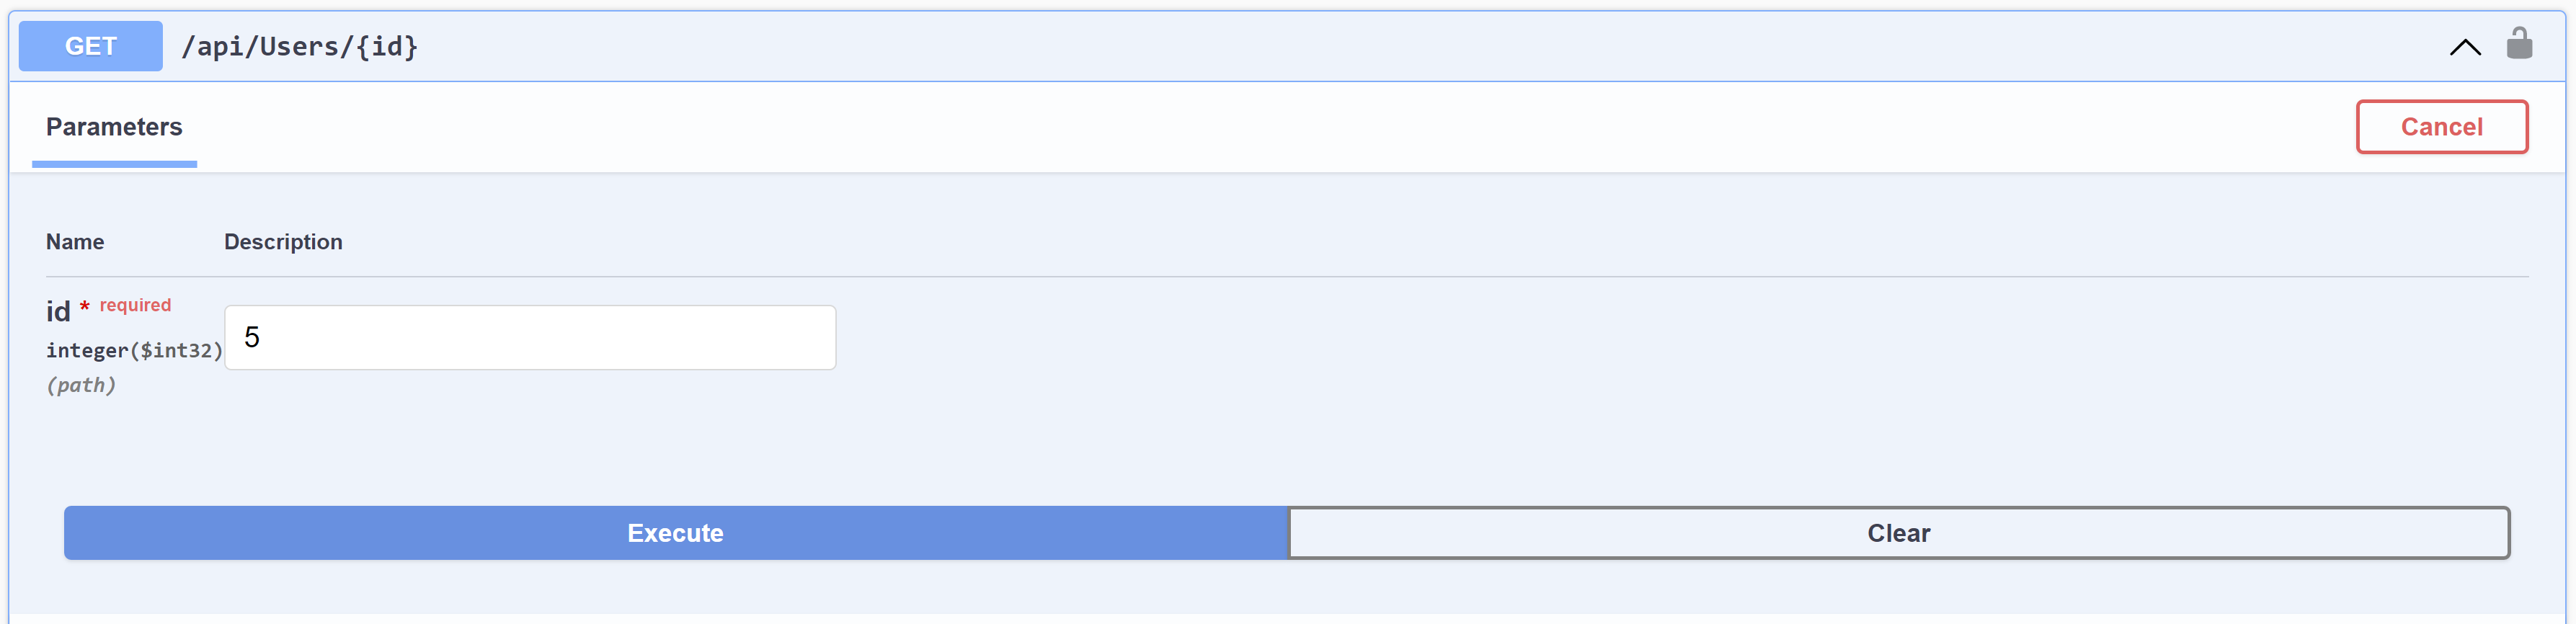 GET /api/Users/{id}
Parameters
Cancel
Name Description
id * required
integer($int32)
(path)
5
Execute Clear